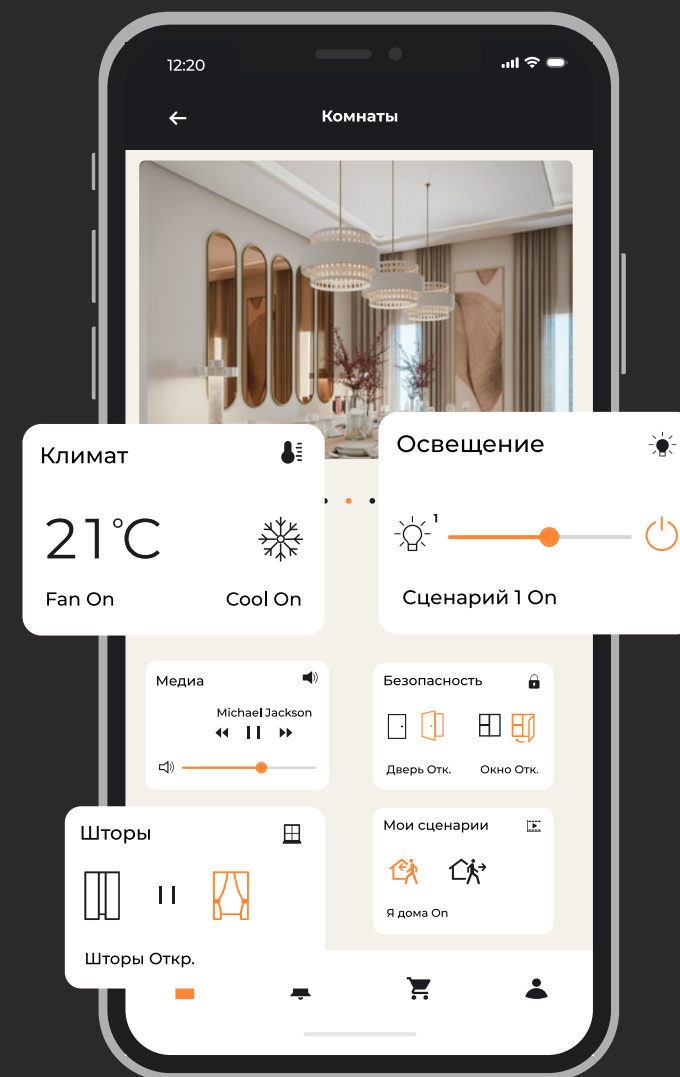 12:20
Комнаты
Климат
21°C
Fan On
Cool On
Освещение
1
Сценарий 1 On
Медиа
Michael Jackson
Безопасность
Дверь Отк.
Окно Отк.
Шторы
Шторы Откр.
Мои сценарии
Я дома On